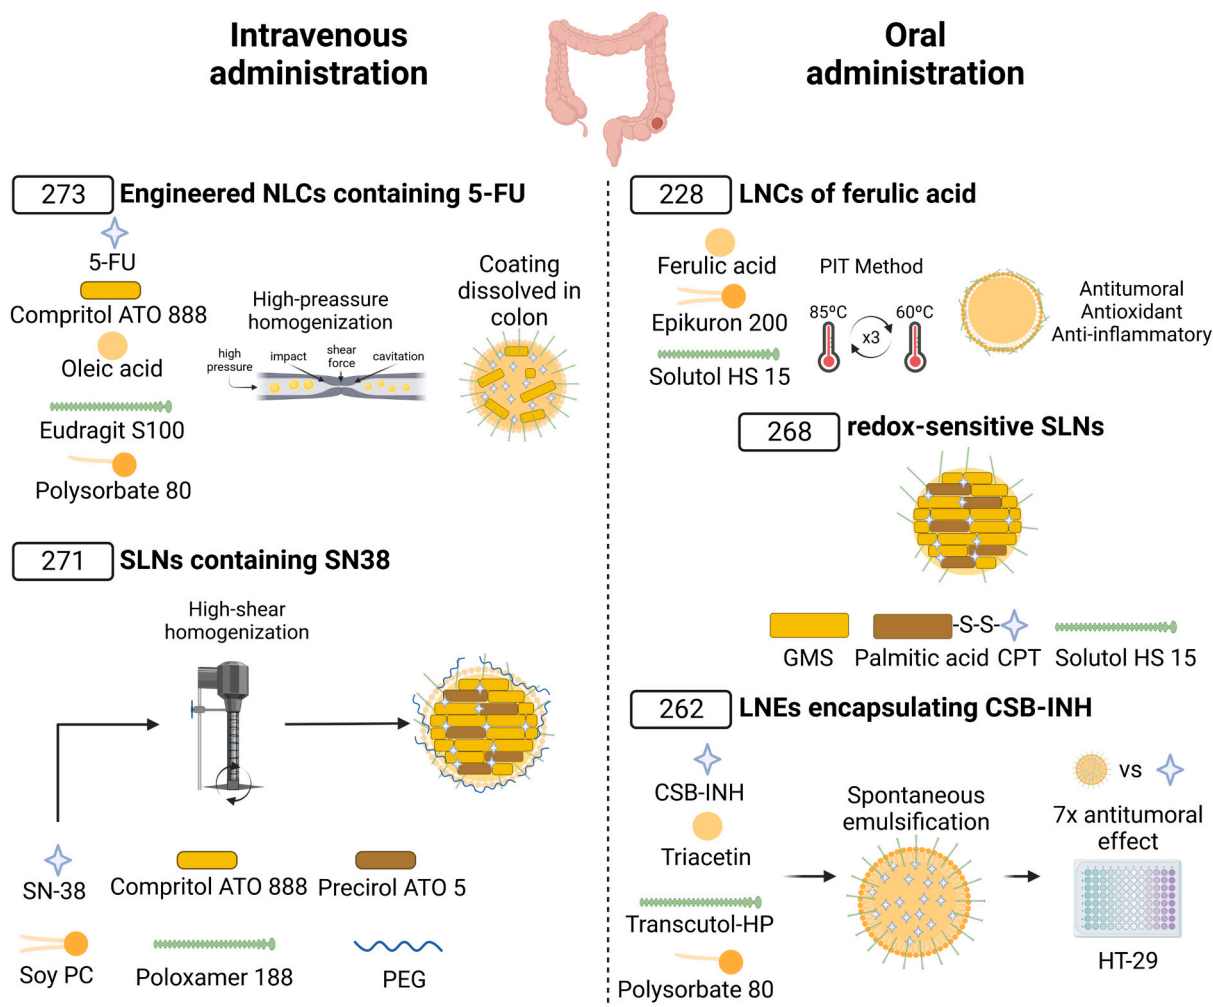 Intravenous
administration
Oral
administration
273
Engineered NLCs containing 5-FU
5-FU
Compritol ATO 888
Oleic acid
Eudragit S100
Polysorbate 80
High-preassure
homogenization
high
pressure
impact
shear
force
cavitation
Coating
dissolved in
colon
271
SLNs containing SN38
High-shear
homogenization
SN-38
Compritol ATO 888
Precirol ATO 5
Soy PC
Poloxamer 188
PEG
228
LNCs of ferulic acid
Ferulic acid
Epikuron 200
Solutol HS 15
PIT Method
85ºC
x3
60ºC
Antitumoral
Antioxidant
Anti-inflammatory
268
redox-sensitive SLNs
-S-S-
GMS
Palmitic acid
CPT
Solutol HS 15
262
LNEs encapsulating CSB-INH
CSB-INH
Triacetin
Transcutol-HP
Polysorbate 80
Spontaneous
emulsification
vs
7x antitumoral
effect
HT-29